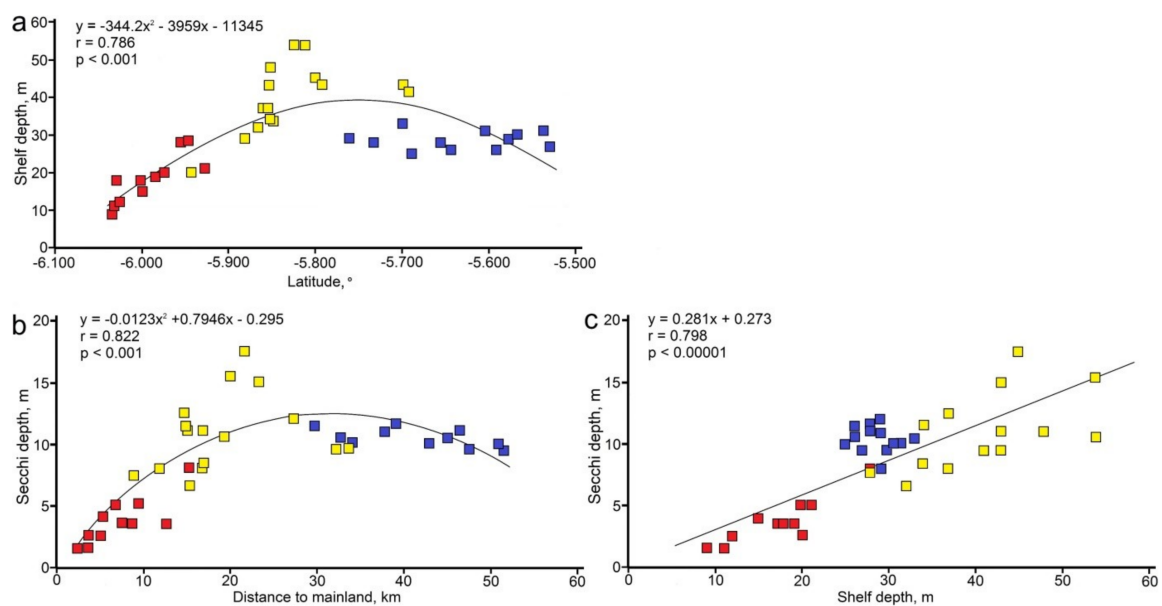 a
y = -344.2x² - 3959x - 11345
r = 0.786
p < 0.001
Shelf depth, m
60
50
40
30
20
10
0
-6.100 -6.000 -5.900 -5.800 -5.700 -5.600 -5.500
Latitude, °
b
y = -0.0123x² +0.7946x - 0.295
r = 0.822
p < 0.001
Secchi depth, m
20
15
10
5
0
0 10 20 30 40 50 60
Distance to mainland, km
c
y = 0.281x + 0.273
r = 0.798
p < 0.00001
Secchi depth, m
20
15
10
5
0
0 10 20 30 40 50 60
Shelf depth, m